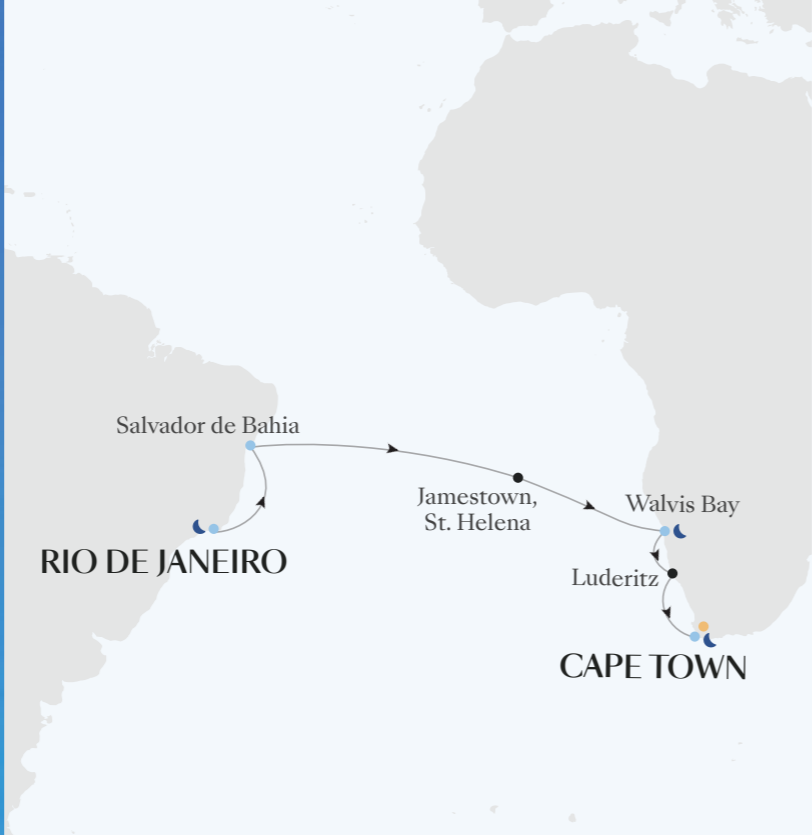 Salvador de Bahia
Jamestown,
St. Helena
Walvis Bay
RIO DE JANEIRO
Luderitz
CAPE TOWN